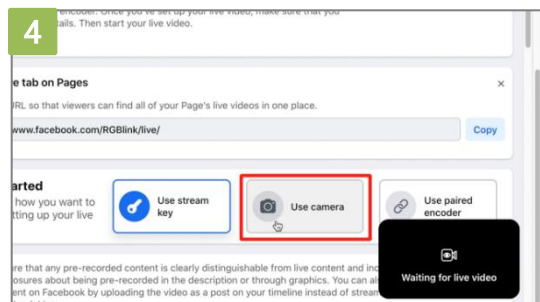 4
encoder. Once you've set up your live video, make sure that you
tails. Then start your live video.
e tab on Pages
URL so that viewers can find all of your Page's live videos in one place.
www.facebook.com/RGBlink/live/
Copy
arted
how you want to
tting up your live
Use stream
key
Use camera
Use paired
encoder
re that any pre-recorded content is clearly distinguishable from live content and inc
osures about being pre-recorded in the description or through graphics. You can al
ent on Facebook by uploading the video as a post on your timeline instead of stream
Waiting for live video